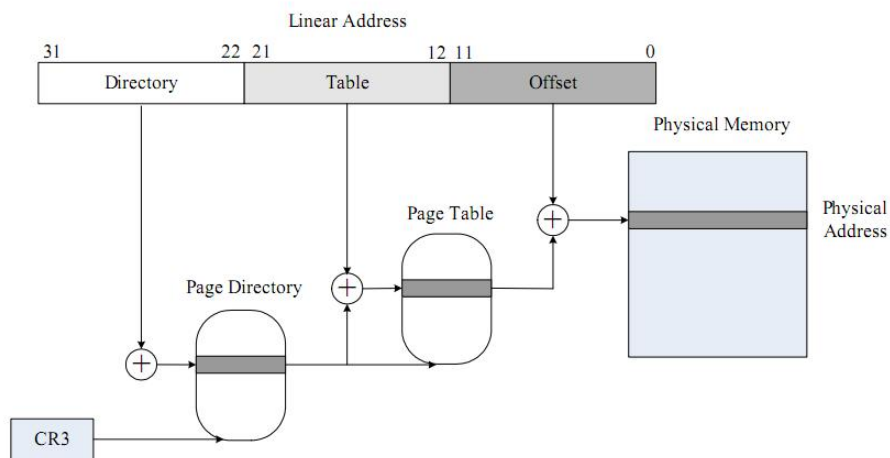 Linear Address
31 22 21 12 11 0
Directory Table Offset
Physical Memory
Page Table
Physical
Address
Page Directory
CR3